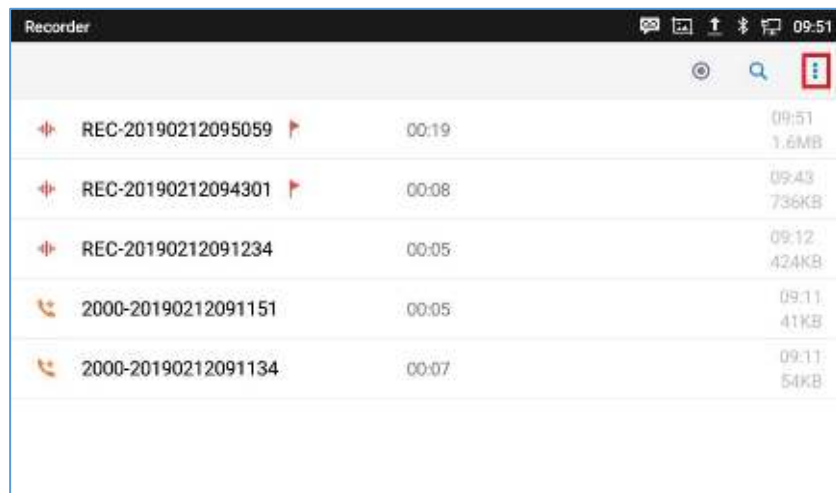 Recorder 09:51
REC-20190212095059 00:19 09:51
1.6MB
REC-20190212094301 00:08 09:43
736KB
REC-20190212091234 00:05 09:12
424KB
2000-20190212091151 00:05 09:11
41KB
2000-20190212091134 00:07 09:11
54KB